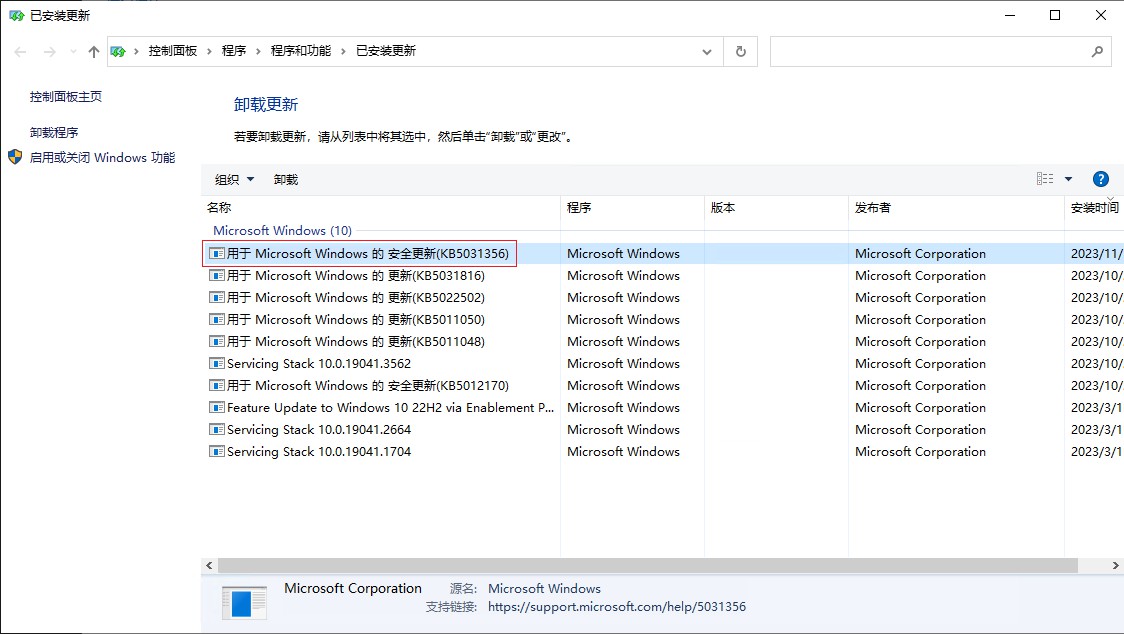 已安装更新
控制面板 程序 程序和功能 已安装更新
控制面板主页
卸载程序
启用或关闭 Windows 功能
卸载更新
若要卸载更新，请从列表中将其选中，然后单击“卸载”或“更改”。
组织 卸载
名称 程序 版本 发布者 安装时间
Microsoft Windows (10)
用于 Microsoft Windows 的 安全更新(KB5031356) Microsoft Windows Microsoft Corporation 2023/11/
用于 Microsoft Windows 的 更新(KB5031816) Microsoft Windows Microsoft Corporation 2023/10/
用于 Microsoft Windows 的 更新(KB5022502) Microsoft Windows Microsoft Corporation 2023/10/
用于 Microsoft Windows 的 更新(KB5011050) Microsoft Windows Microsoft Corporation 2023/10/
用于 Microsoft Windows 的 更新(KB5011048) Microsoft Windows Microsoft Corporation 2023/10/
Servicing Stack 10.0.19041.3562 Microsoft Windows Microsoft Corporation 2023/10/
用于 Microsoft Windows 的 安全更新(KB5012170) Microsoft Windows Microsoft Corporation 2023/10/
Feature Update to Windows 10 22H2 via Enablement P... Microsoft Windows Microsoft Corporation 2023/3/1
Servicing Stack 10.0.19041.2664 Microsoft Windows Microsoft Corporation 2023/3/1
Servicing Stack 10.0.19041.1704 Microsoft Windows Microsoft Corporation 2023/3/1
Microsoft Corporation 源名: Microsoft Windows
支持链接: https://support.microsoft.com/help/5031356